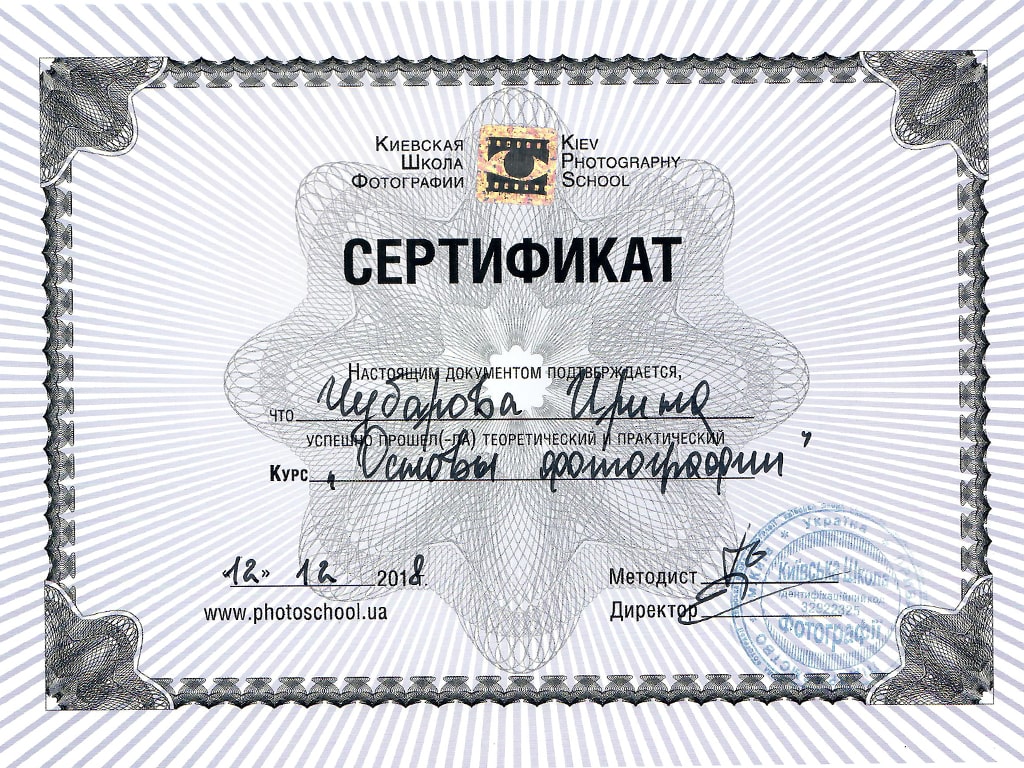 Киевская
Школа
Фотографии
Kiev
Photography
School
СЕРТИФИКАТ
Настоящим документом подтверждается,
что Чубарова Ирина
успешно прошел(-ла) теоретический и практический
Курс „Основы фотографии"
«12» 12 2018г.
www.photoschool.ua
Методист
Директор
Україна
"Київська Школа
Ідентифікаційний код
32922325
Фотографії"